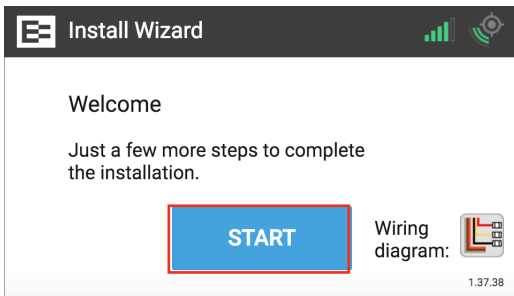 Install Wizard
Welcome
Just a few more steps to complete
the installation.
START
Wiring
diagram:
1.37.38